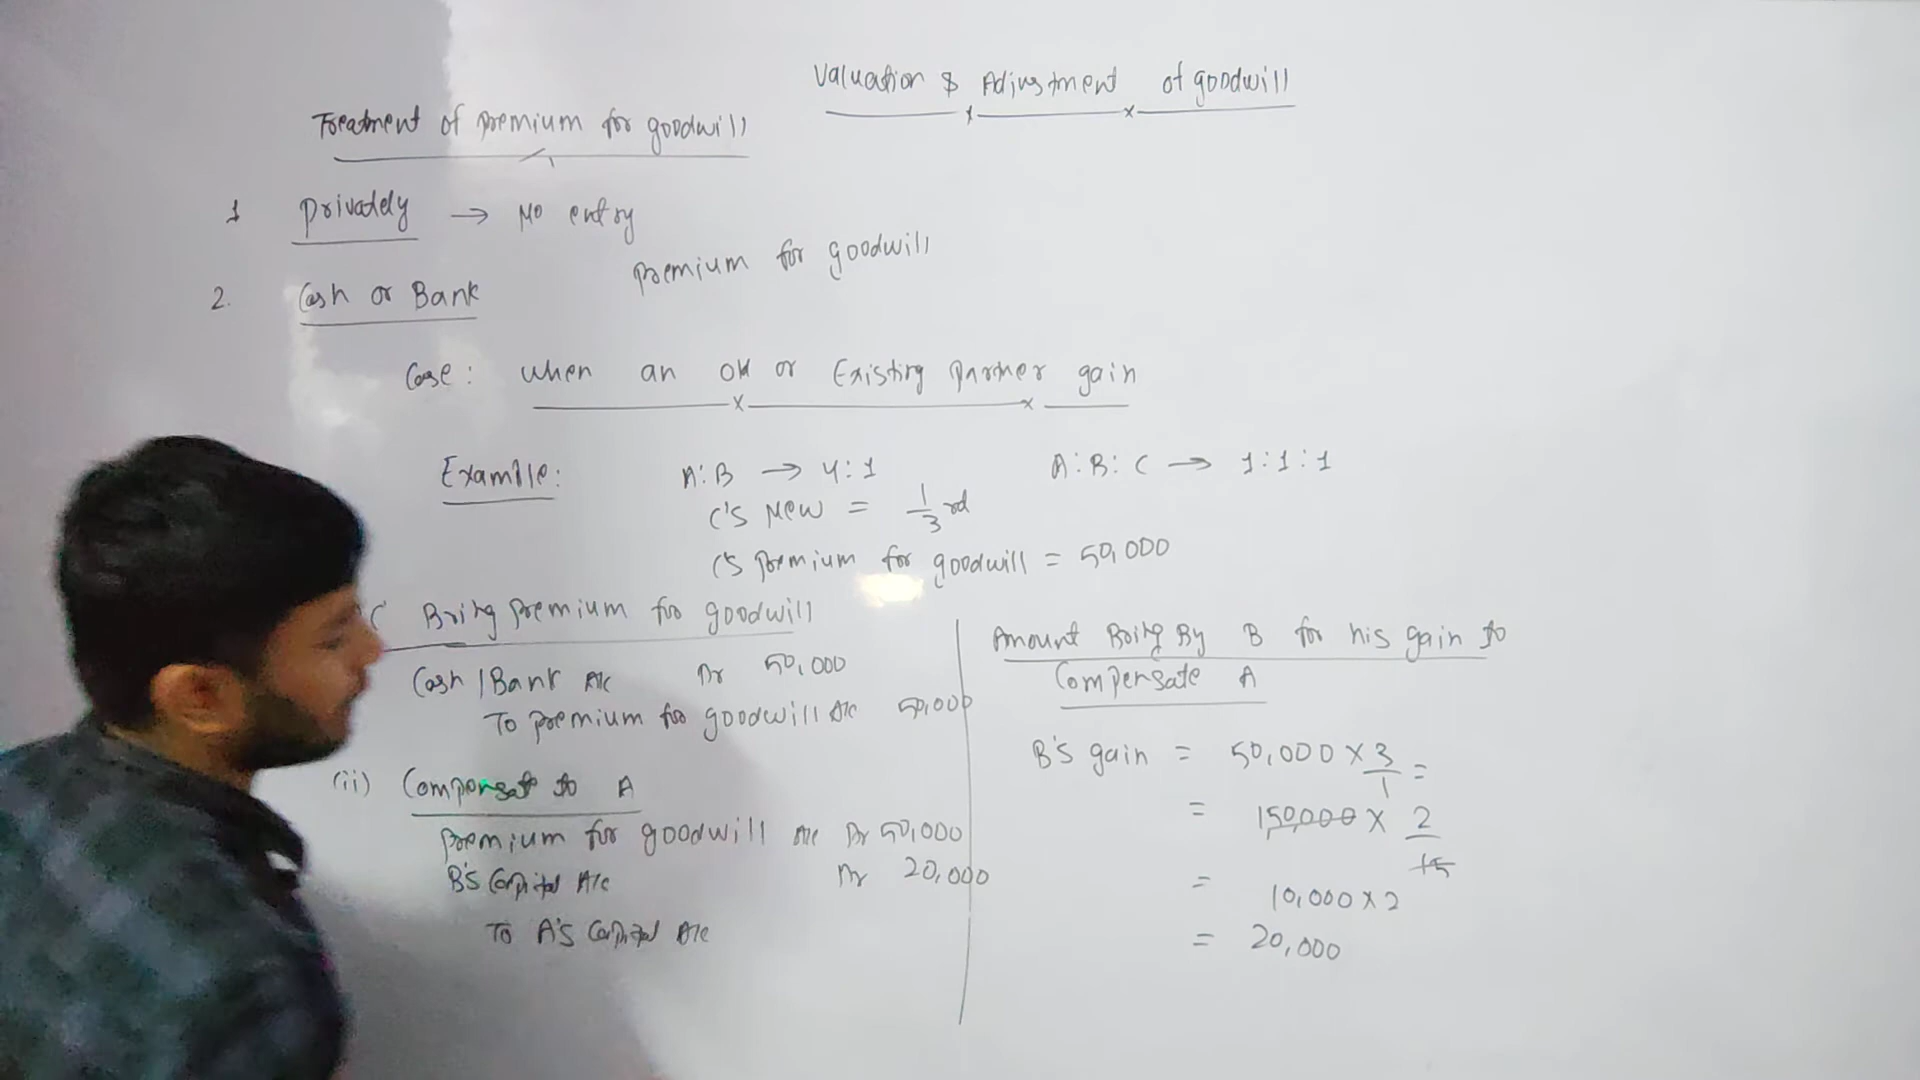 Valuation & Adjustment of goodwill
Treatment of premium for goodwill
1 privately → No entry
premium for goodwill
2. Cash or Bank
Case: when an old or Existing partner gain
Example: A:B → 4:1 A:B:C → 1:1:1
C's New = 1/3 rd
C's premium for goodwill = 50,000
C Bring premium for goodwill
Cash/Bank A/c Dr 50,000
To premium for goodwill A/c 50,000
(ii) Compensate to A
premium for goodwill A/c Dr 50,000
B's Capital A/c Dr 20,000
To A's Capital A/c
Amount Bring By B for his gain to
Compensate A
B's gain = 50,000 × 3/1 =
= 150,000 × 2/15
= 10,000 × 2
= 20,000